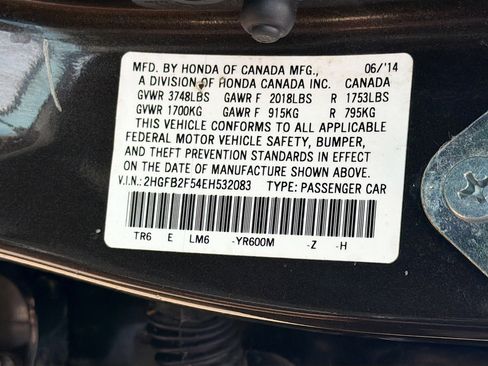 MFD. BY HONDA OF CANADA MFG., 06/'14
A DIVISION OF HONDA CANADA INC. CANADA
GVWR 3748LBS GAWR F 2018LBS R 1753LBS
GVWR 1700KG GAWR F 915KG R 795KG
THIS VEHICLE CONFORMS TO ALL APPLICABLE
FEDERAL MOTOR VEHICLE SAFETY, BUMPER,
AND THEFT PREVENTION STANDARDS IN EFFECT
ON THE DATE OF MANUFACTURE SHOWN ABOVE.
V.I.N.: 2HGFB2F54EH532083 TYPE: PASSENGER CAR
TR6 E LM6 -YR600M -Z -H